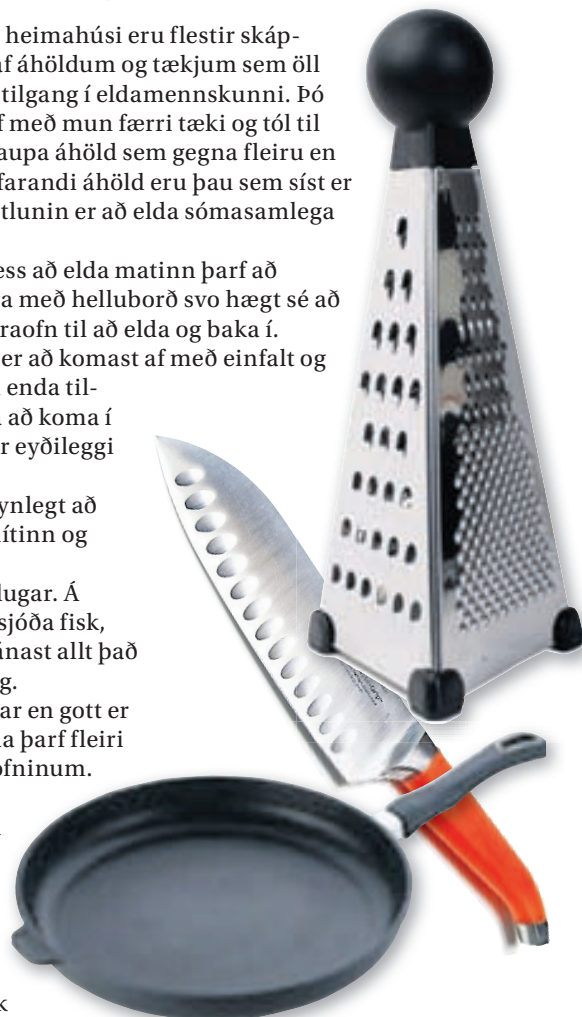 heimahúsi eru flestir skáp-
af áhöldum og tækjum sem öll
tilgang í eldamennskunni. Þó
með mun færri tæki og tól til
aupa áhöld sem gegna fleiru en
farandi áhöld eru þau sem síst er
tlunin er að elda sómasamlega
ess að elda matinn þarf að
a með helluborð svo hægt sé að
raofn til að elda og baka í.
er að komast af með einfalt og
enda til-
að koma í
r eyðileggi
ynlegt að
ítinn og
lugar. Á
sjóða fisk,
ánast allt það
g.
ar en gott er
a þarf fleiri
ofninum.
k